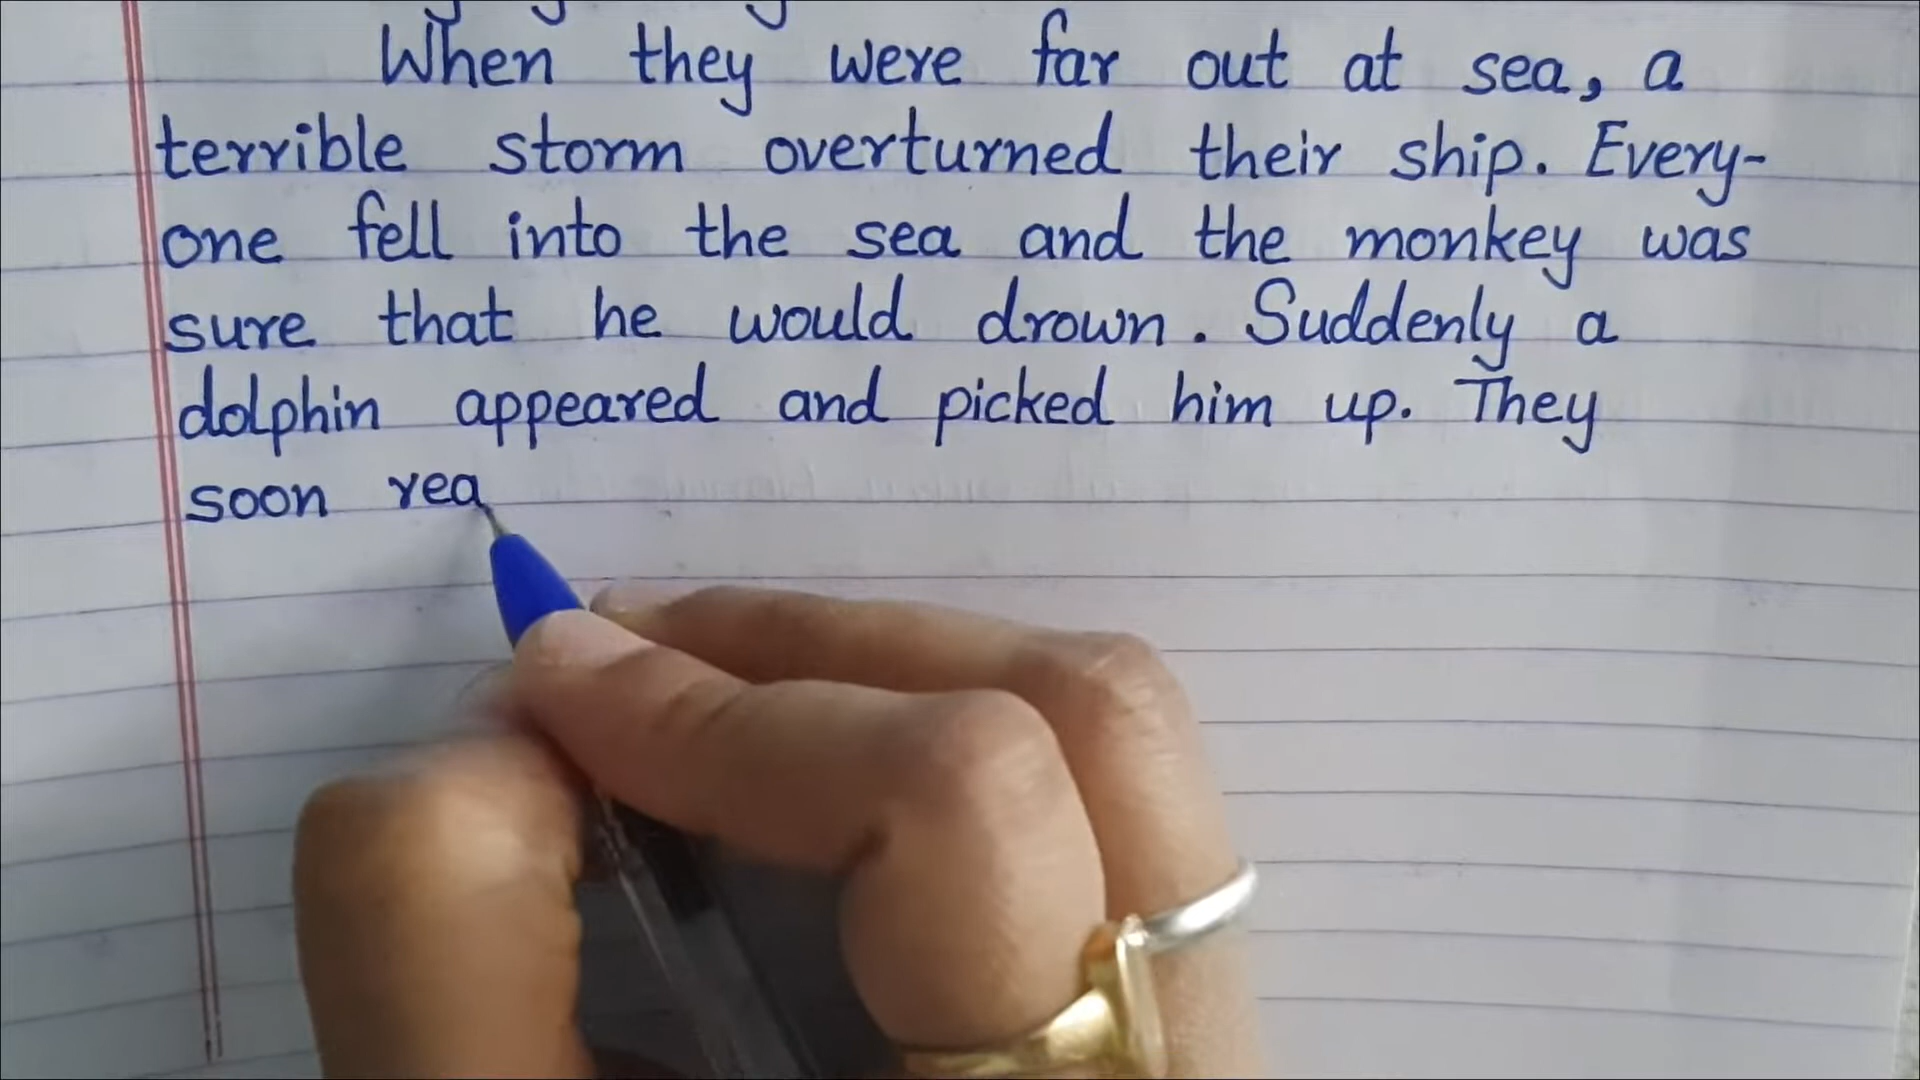 When they were far out at sea, a
terrible storm overturned their ship. Every-
one fell into the sea and the monkey was
sure that he would drown. Suddenly a
dolphin appeared and picked him up. They
soon rea